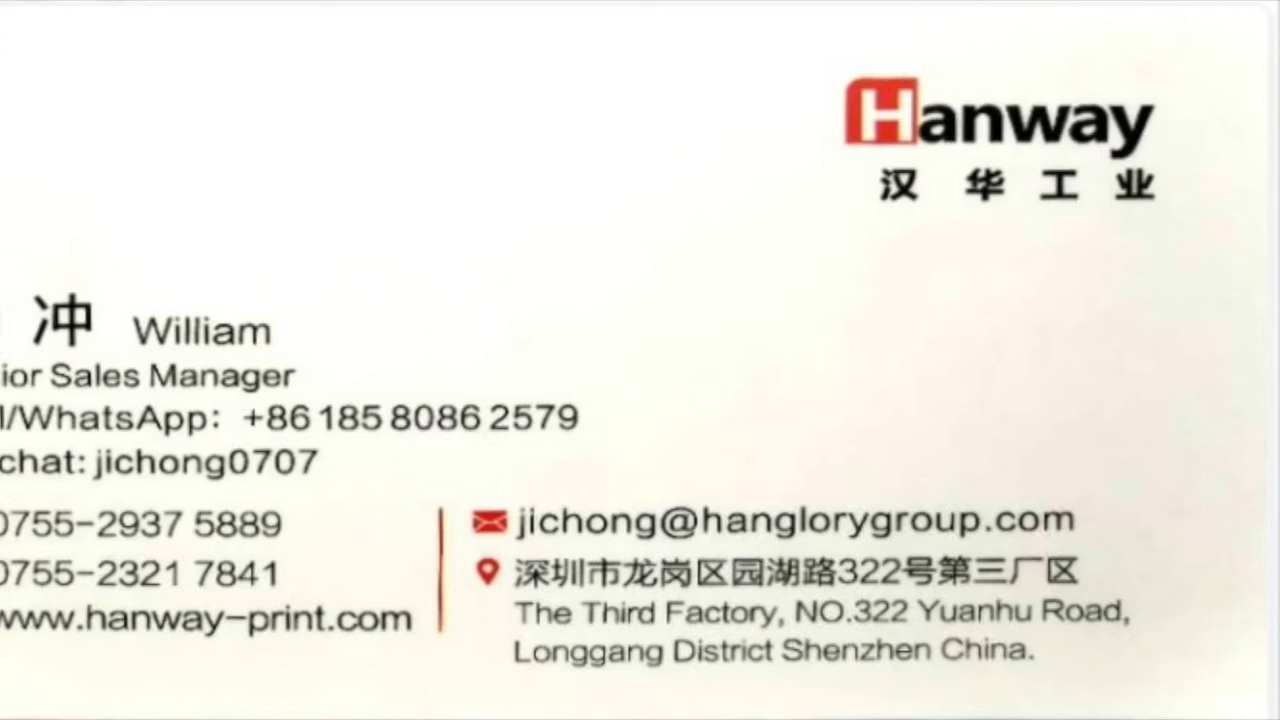 Hanway
汉华工业
冲 William
ior Sales Manager
l/WhatsApp: +86 185 8086 2579
chat: jichong0707
0755-2937 5889
0755-2321 7841
www.hanway-print.com
jichong@hanglorygroup.com
深圳市龙岗区园湖路322号第三厂区
The Third Factory, NO.322 Yuanhu Road,
Longgang District Shenzhen China.